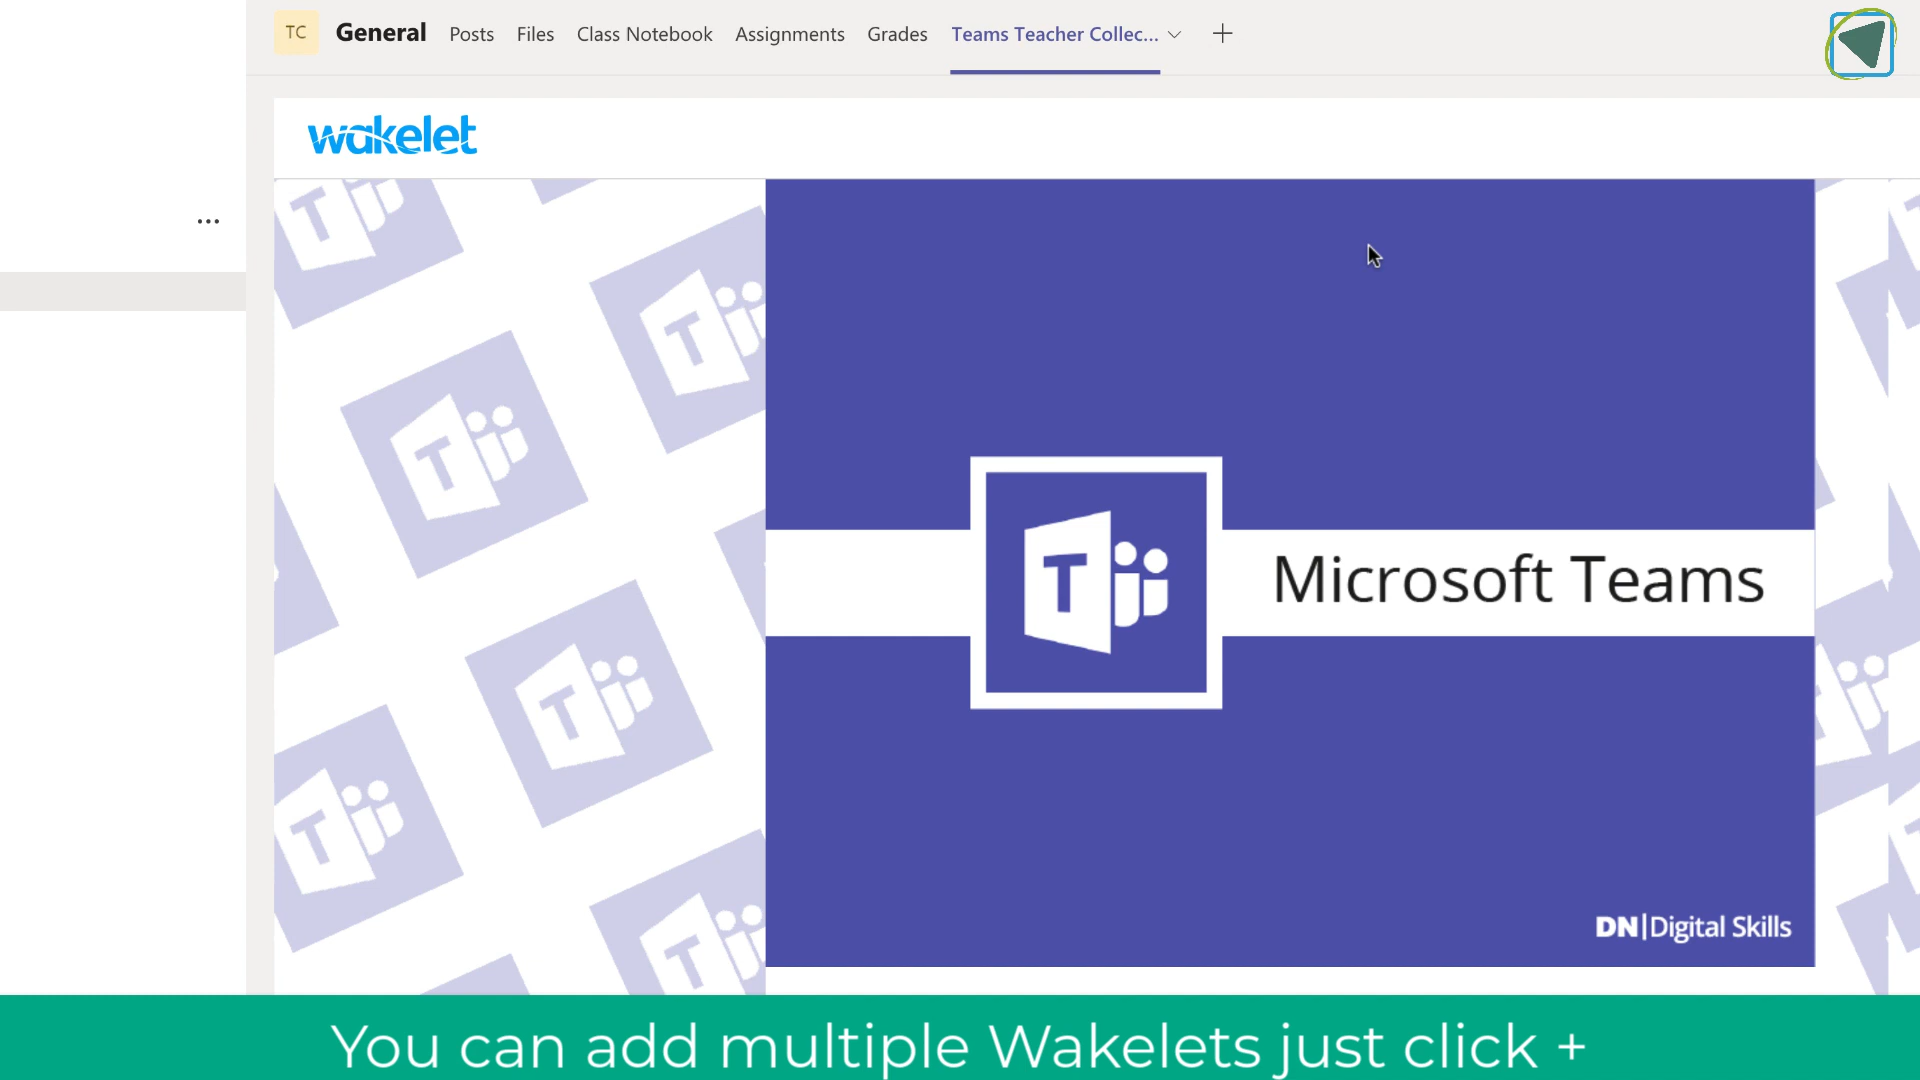 TC General Posts Files Class Notebook Assignments Grades Teams Teacher Collec... +
wakelet
...
Microsoft Teams
DN|Digital Skills
You can add multiple Wakelets just click +